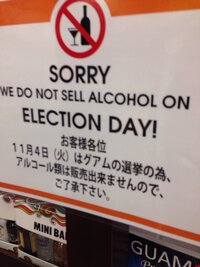 SORRY
WE DO NOT SELL ALCOHOL ON
ELECTION DAY!
お客様各位
11月4日（火）はグアムの選挙の為、
アルコール類は販売出来ませんので、
ご了承下さい。
MINI BA
GUAM